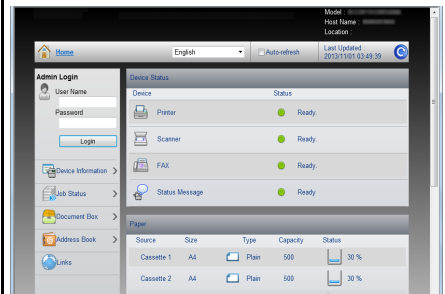 Model :
Host Name :
Location :
Home
English
Auto-refresh
Last Updated
2013/11/01 03:49:39
Admin Login
User Name
Password
Login
Device Information
Job Status
Document Box
Address Book
Links
Device Status
Device Status
Printer Ready.
Scanner Ready.
FAX Ready.
Status Message Ready
Paper
Source Size Type Capacity Status
Cassette 1 A4 Plain 500 30 %
Cassette 2 A4 Plain 500 30 %